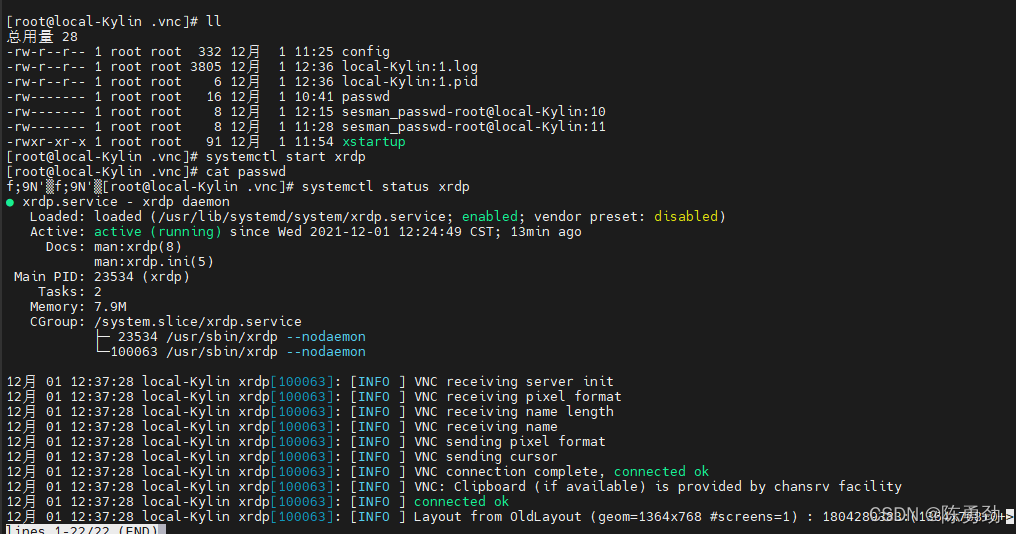 [root@local-Kylin .vnc]# ll
总用量 28
-rw-r--r-- 1 root root  332 12月  1 11:25 config
-rw-r--r-- 1 root root 3805 12月  1 12:36 local-Kylin:1.log
-rw-r--r-- 1 root root    6 12月  1 12:36 local-Kylin:1.pid
-rw------- 1 root root   16 12月  1 10:41 passwd
-rw------- 1 root root    8 12月  1 12:15 sesman_passwd-root@local-Kylin:10
-rw------- 1 root root    8 12月  1 11:28 sesman_passwd-root@local-Kylin:11
-rwxr-xr-x 1 root root   91 12月  1 11:54 xstartup
[root@local-Kylin .vnc]# systemctl start xrdp
[root@local-Kylin .vnc]# cat passwd
f;9N'▒f;9N'▒[root@local-Kylin .vnc]# systemctl status xrdp
● xrdp.service - xrdp daemon
   Loaded: loaded (/usr/lib/systemd/system/xrdp.service; enabled; vendor preset: disabled)
   Active: active (running) since Wed 2021-12-01 12:24:49 CST; 13min ago
     Docs: man:xrdp(8)
           man:xrdp.ini(5)
 Main PID: 23534 (xrdp)
    Tasks: 2
   Memory: 7.9M
   CGroup: /system.slice/xrdp.service
           ├─ 23534 /usr/sbin/xrdp --nodaemon
           └─100063 /usr/sbin/xrdp --nodaemon
12月 01 12:37:28 local-Kylin xrdp[100063]: [INFO ] VNC receiving server init
12月 01 12:37:28 local-Kylin xrdp[100063]: [INFO ] VNC receiving pixel format
12月 01 12:37:28 local-Kylin xrdp[100063]: [INFO ] VNC receiving name length
12月 01 12:37:28 local-Kylin xrdp[100063]: [INFO ] VNC receiving name
12月 01 12:37:28 local-Kylin xrdp[100063]: [INFO ] VNC sending pixel format
12月 01 12:37:28 local-Kylin xrdp[100063]: [INFO ] VNC sending cursor
12月 01 12:37:28 local-Kylin xrdp[100063]: [INFO ] VNC connection complete, connected ok
12月 01 12:37:28 local-Kylin xrdp[100063]: [INFO ] VNC: Clipboard (if available) is provided by chansrv facility
12月 01 12:37:28 local-Kylin xrdp[100063]: [INFO ] connected ok
12月 01 12:37:28 local-Kylin xrdp[100063]: [INFO ] Layout from OldLayout (geom=1364x768 #screens=1) :
lines 1-22/22 (END)
CSDN @陈勇劲